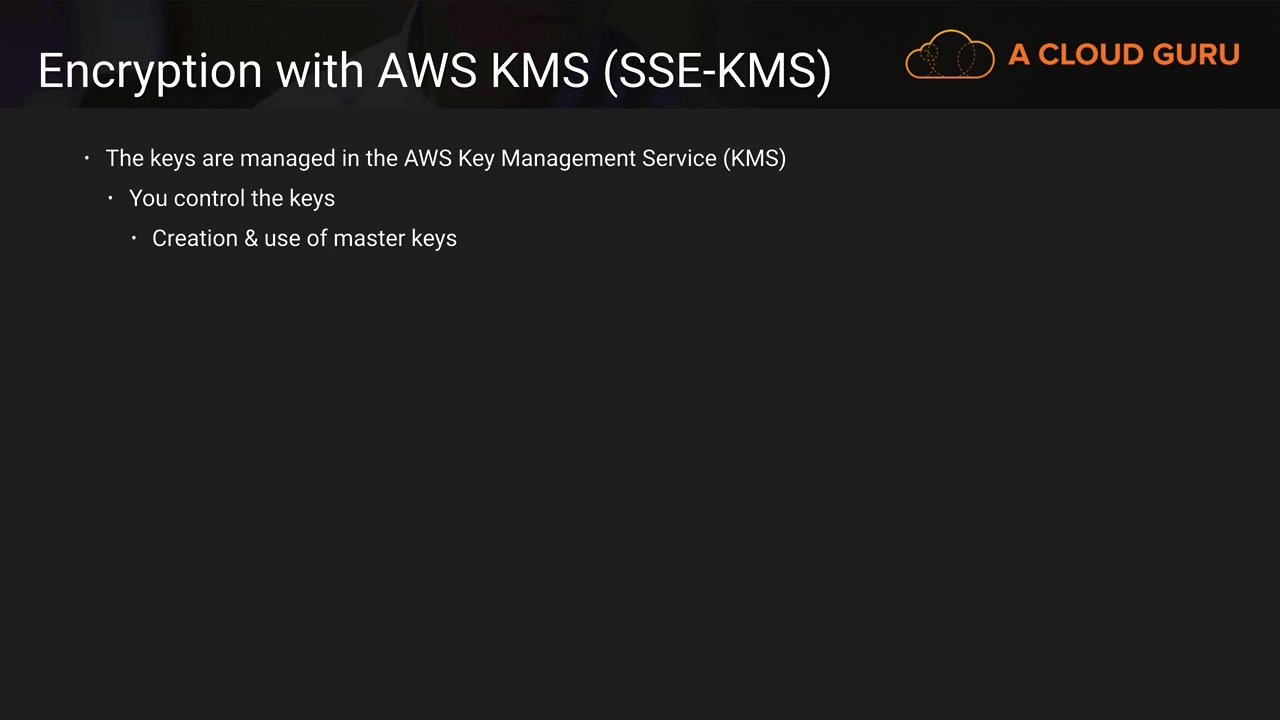 Encryption with AWS KMS (SSE-KMS)
A CLOUD GURU
· The keys are managed in the AWS Key Management Service (KMS)
· You control the keys
· Creation & use of master keys